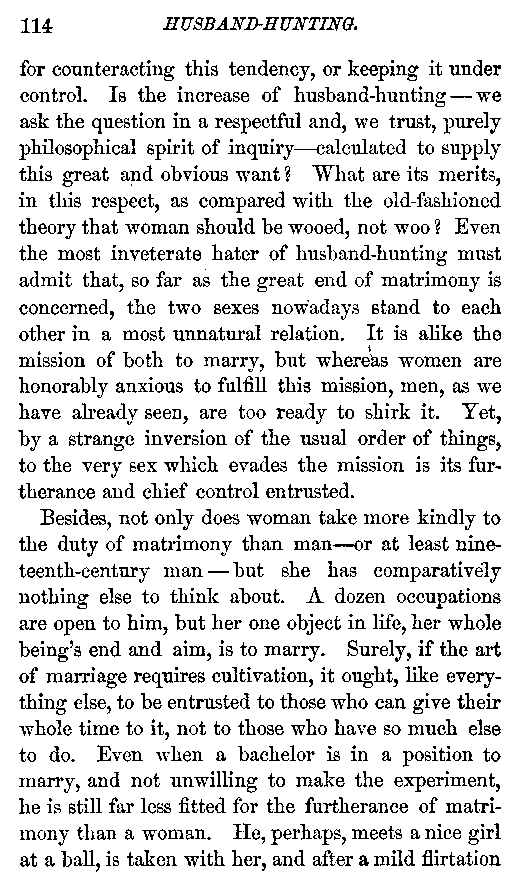 114 HUSBAND-HUNTING.
for counteracting this tendency, or keeping it under
control. Is the increase of husband-hunting—we
ask the question in a respectful and, we trust, purely
philosophical spirit of inquiry—calculated to supply
this great and obvious want? What are its merits,
in this respect, as compared with the old-fashioned
theory that woman should be wooed, not woo? Even
the most inveterate hater of husband-hunting must
admit that, so far as the great end of matrimony is
concerned, the two sexes nowadays stand to each
other in a most unnatural relation. It is alike the
mission of both to marry, but whereas women are
honorably anxious to fulfill this mission, men, as we
have already seen, are too ready to shirk it. Yet,
by a strange inversion of the usual order of things,
to the very sex which evades the mission is its fur-
therance and chief control entrusted.
Besides, not only does woman take more kindly to
the duty of matrimony than man—or at least nine-
teenth-century man—but she has comparatively
nothing else to think about. A dozen occupations
are open to him, but her one object in life, her whole
being's end and aim, is to marry. Surely, if the art
of marriage requires cultivation, it ought, like every-
thing else, to be entrusted to those who can give their
whole time to it, not to those who have so much else
to do. Even when a bachelor is in a position to
marry, and not unwilling to make the experiment,
he is still far less fitted for the furtherance of matri-
mony than a woman. He, perhaps, meets a nice girl
at a ball, is taken with her, and after a mild flirtation